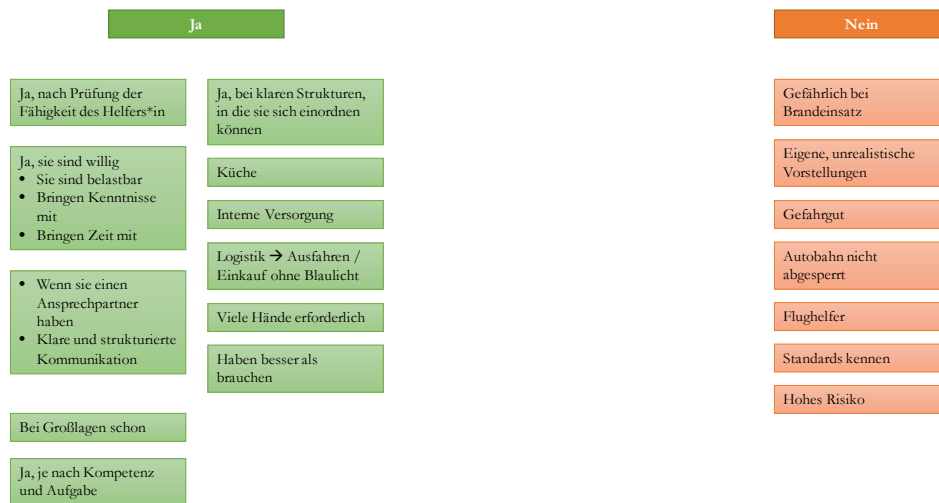 Ja
Nein
Ja, nach Prüfung der
Fähigkeit des Helfers*in
Ja, sie sind willig
• Sie sind belastbar
• Bringen Kenntnisse
mit
• Bringen Zeit mit
• Wenn sie einen
Ansprechpartner
haben
• Klare und strukturierte
Kommunikation
Bei Großlagen schon
Ja, je nach Kompetenz
und Aufgabe
Ja, bei klaren Strukturen,
in die sie sich einordnen
können
Küche
Interne Versorgung
Logistik → Ausfahren /
Einkauf ohne Blaulicht
Viele Hände erforderlich
Haben besser als
brauchen
Gefährlich bei
Brandeinsatz
Eigene, unrealistische
Vorstellungen
Gefahrgut
Autobahn nicht
abgesperrt
Flughelfer
Standards kennen
Hohes Risiko